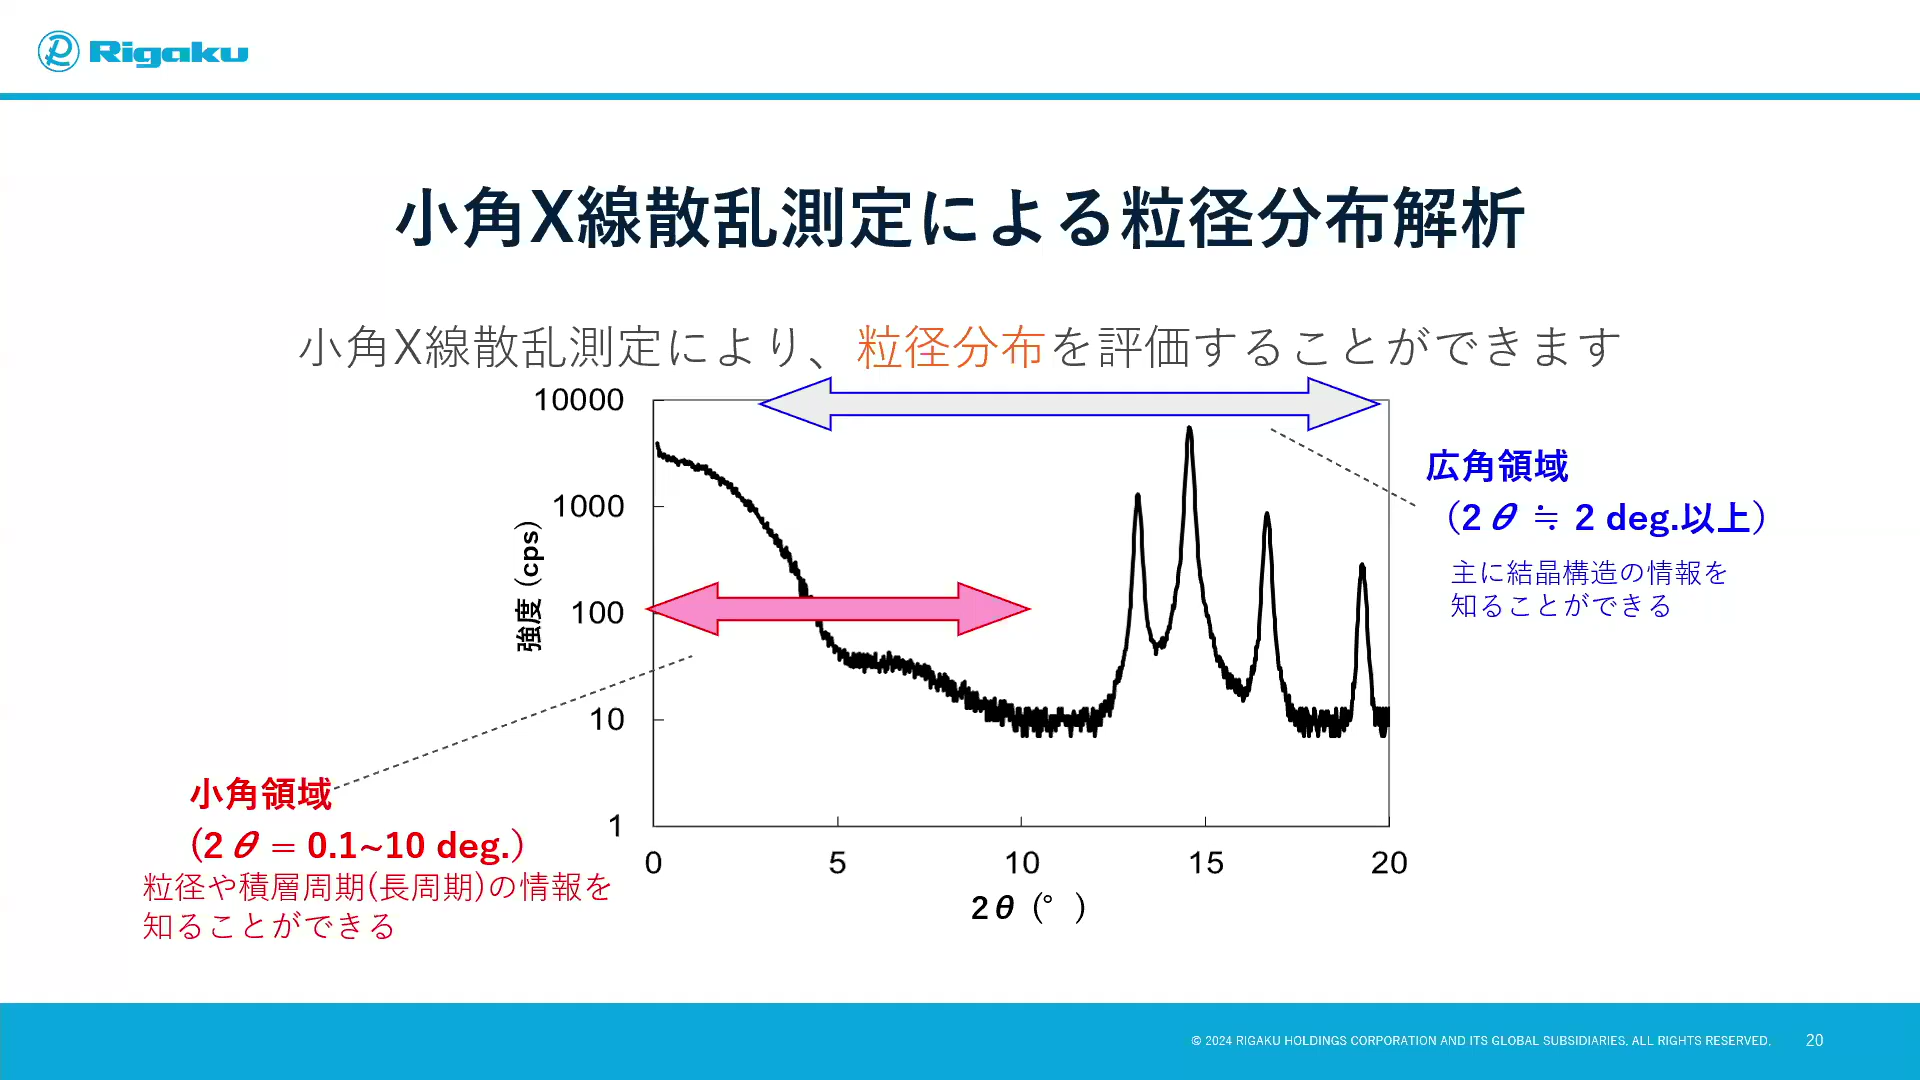 Rigaku
小角X線散乱測定による粒径分布解析
小角X線散乱測定により、粒径分布を評価することができます
10000
1000
100
10
1
強度 (cps)
0 5 10 15 20
2θ (° )
広角領域
(2θ ≒ 2 deg.以上)
主に結晶構造の情報を
知ることができる
小角領域
(2θ = 0.1~10 deg.)
粒径や積層周期(長周期)の情報を
知ることができる
© 2024 RIGAKU HOLDINGS CORPORATION AND ITS GLOBAL SUBSIDIARIES. ALL RIGHTS RESERVED. 20